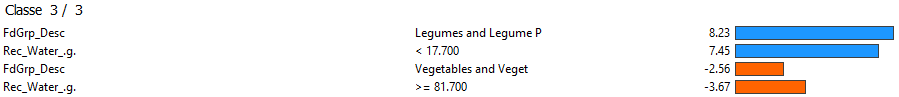 Classe 3 / 3
FdGrp_Desc Legumes and Legume P 8.23
Rec_Water_.g. < 17.700 7.45
FdGrp_Desc Vegetables and Veget -2.56
Rec_Water_.g. >= 81.700 -3.67